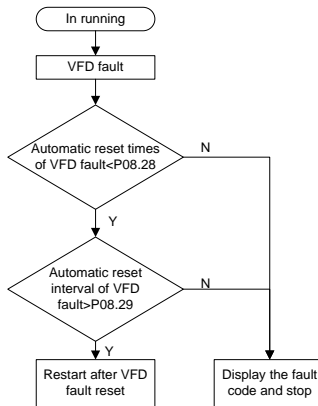 In running
VFD fault
Automatic reset times
of VFD fault<P08.28
N
Y
Automatic reset
interval of VFD
fault>P08.29
N
Y
Restart after VFD
fault reset
Display the fault
code and stop